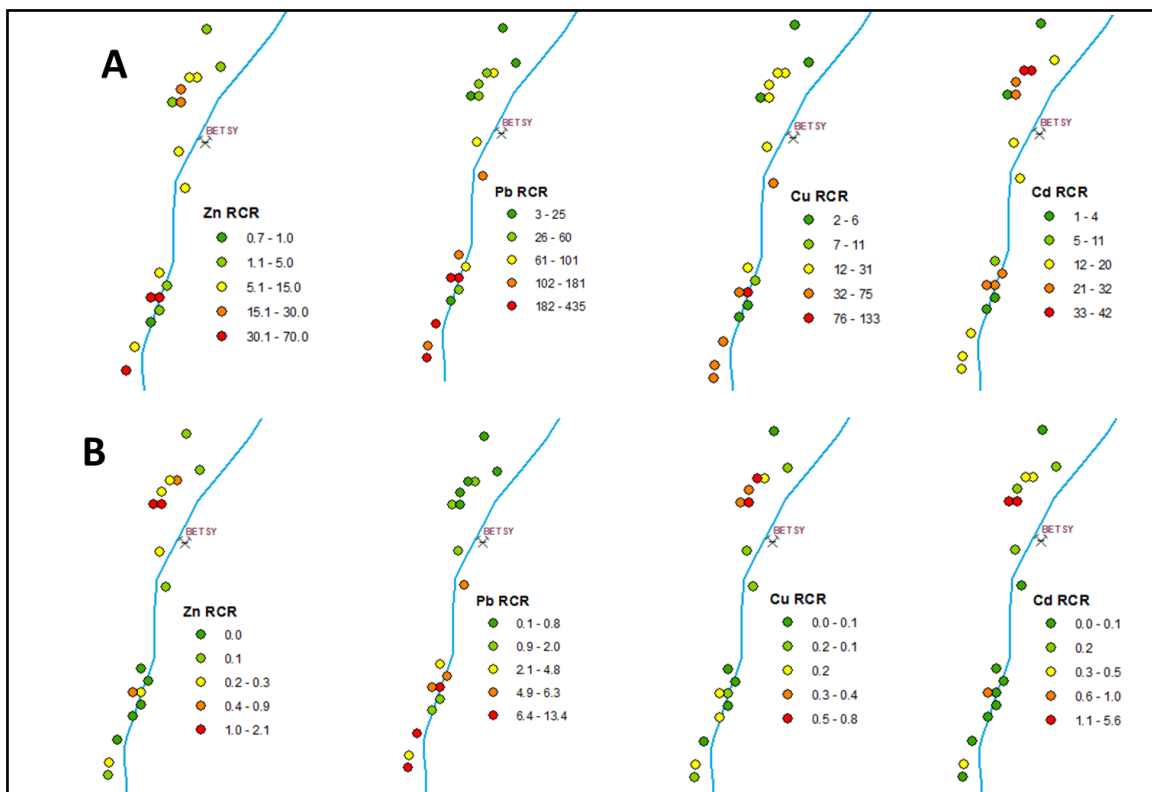 A
BETSY
Zn RCR
0.7 - 1.0
1.1 - 5.0
5.1 - 15.0
15.1 - 30.0
30.1 - 70.0
BETSY
Pb RCR
3 - 25
26 - 60
61 - 101
102 - 181
182 - 435
BETSY
Cu RCR
2 - 6
7 - 11
12 - 31
32 - 75
76 - 133
BETSY
Cd RCR
1 - 4
5 - 11
12 - 20
21 - 32
33 - 42
B
BETSY
Zn RCR
0.0
0.1
0.2 - 0.3
0.4 - 0.9
1.0 - 2.1
BETSY
Pb RCR
0.1 - 0.8
0.9 - 2.0
2.1 - 4.8
4.9 - 6.3
6.4 - 13.4
BETSY
Cu RCR
0.0 - 0.1
0.2 - 0.1
0.2
0.3 - 0.4
0.5 - 0.8
BETSY
Cd RCR
0.0 - 0.1
0.2
0.3 - 0.5
0.6 - 1.0
1.1 - 5.6